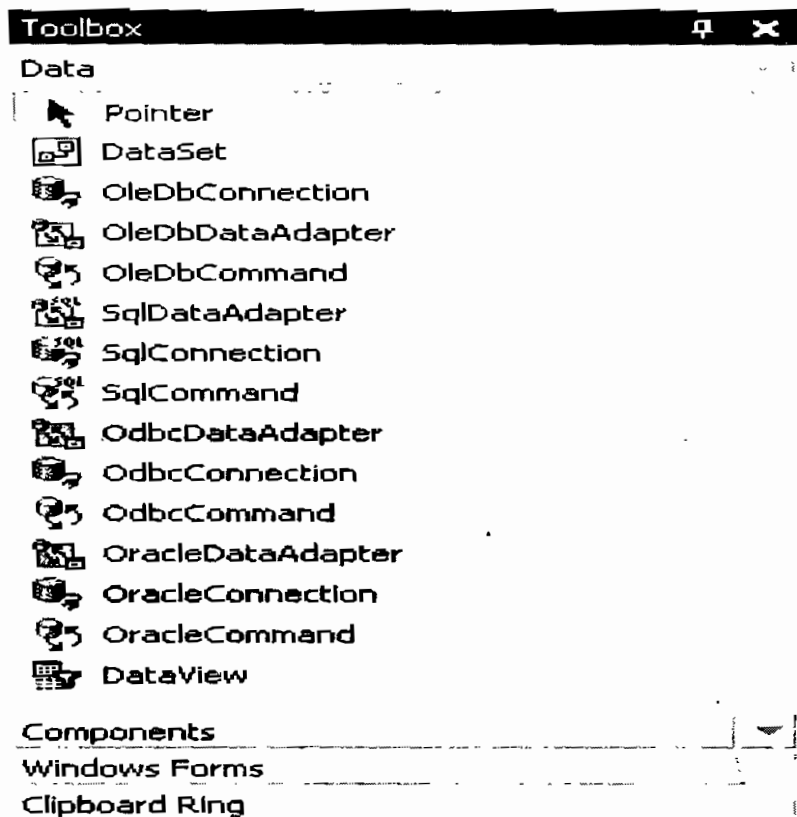 Toolbox
Data
Pointer
DataSet
OleDbConnection
OleDbDataAdapter
OleDbCommand
SqlDataAdapter
SqlConnection
SqlCommand
OdbcDataAdapter
OdbcConnection
OdbcCommand
OracleDataAdapter
OracleConnection
OracleCommand
DataView
Components
Windows Forms
Clipboard Ring